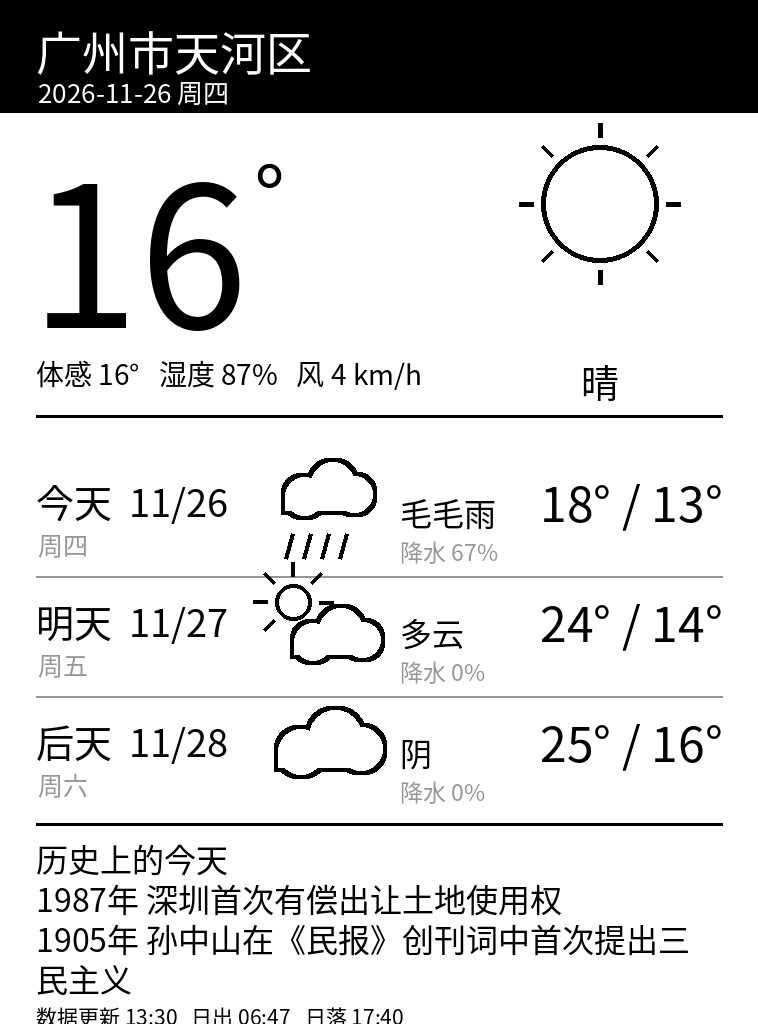 广州市天河区
2026-11-26 周四
16°
体感 16° 湿度 87% 风 4 km/h
晴
今天 11/26 毛毛雨 18° / 13°
周四 降水 67%
明天 11/27 多云 24° / 14°
周五 降水 0%
后天 11/28 阴 25° / 16°
周六 降水 0%
历史上的今天
1987年 深圳首次有偿出让土地使用权
1905年 孙中山在《民报》创刊词中首次提出三
民主义
数据更新 13:30 日出 06:47 日落 17:40